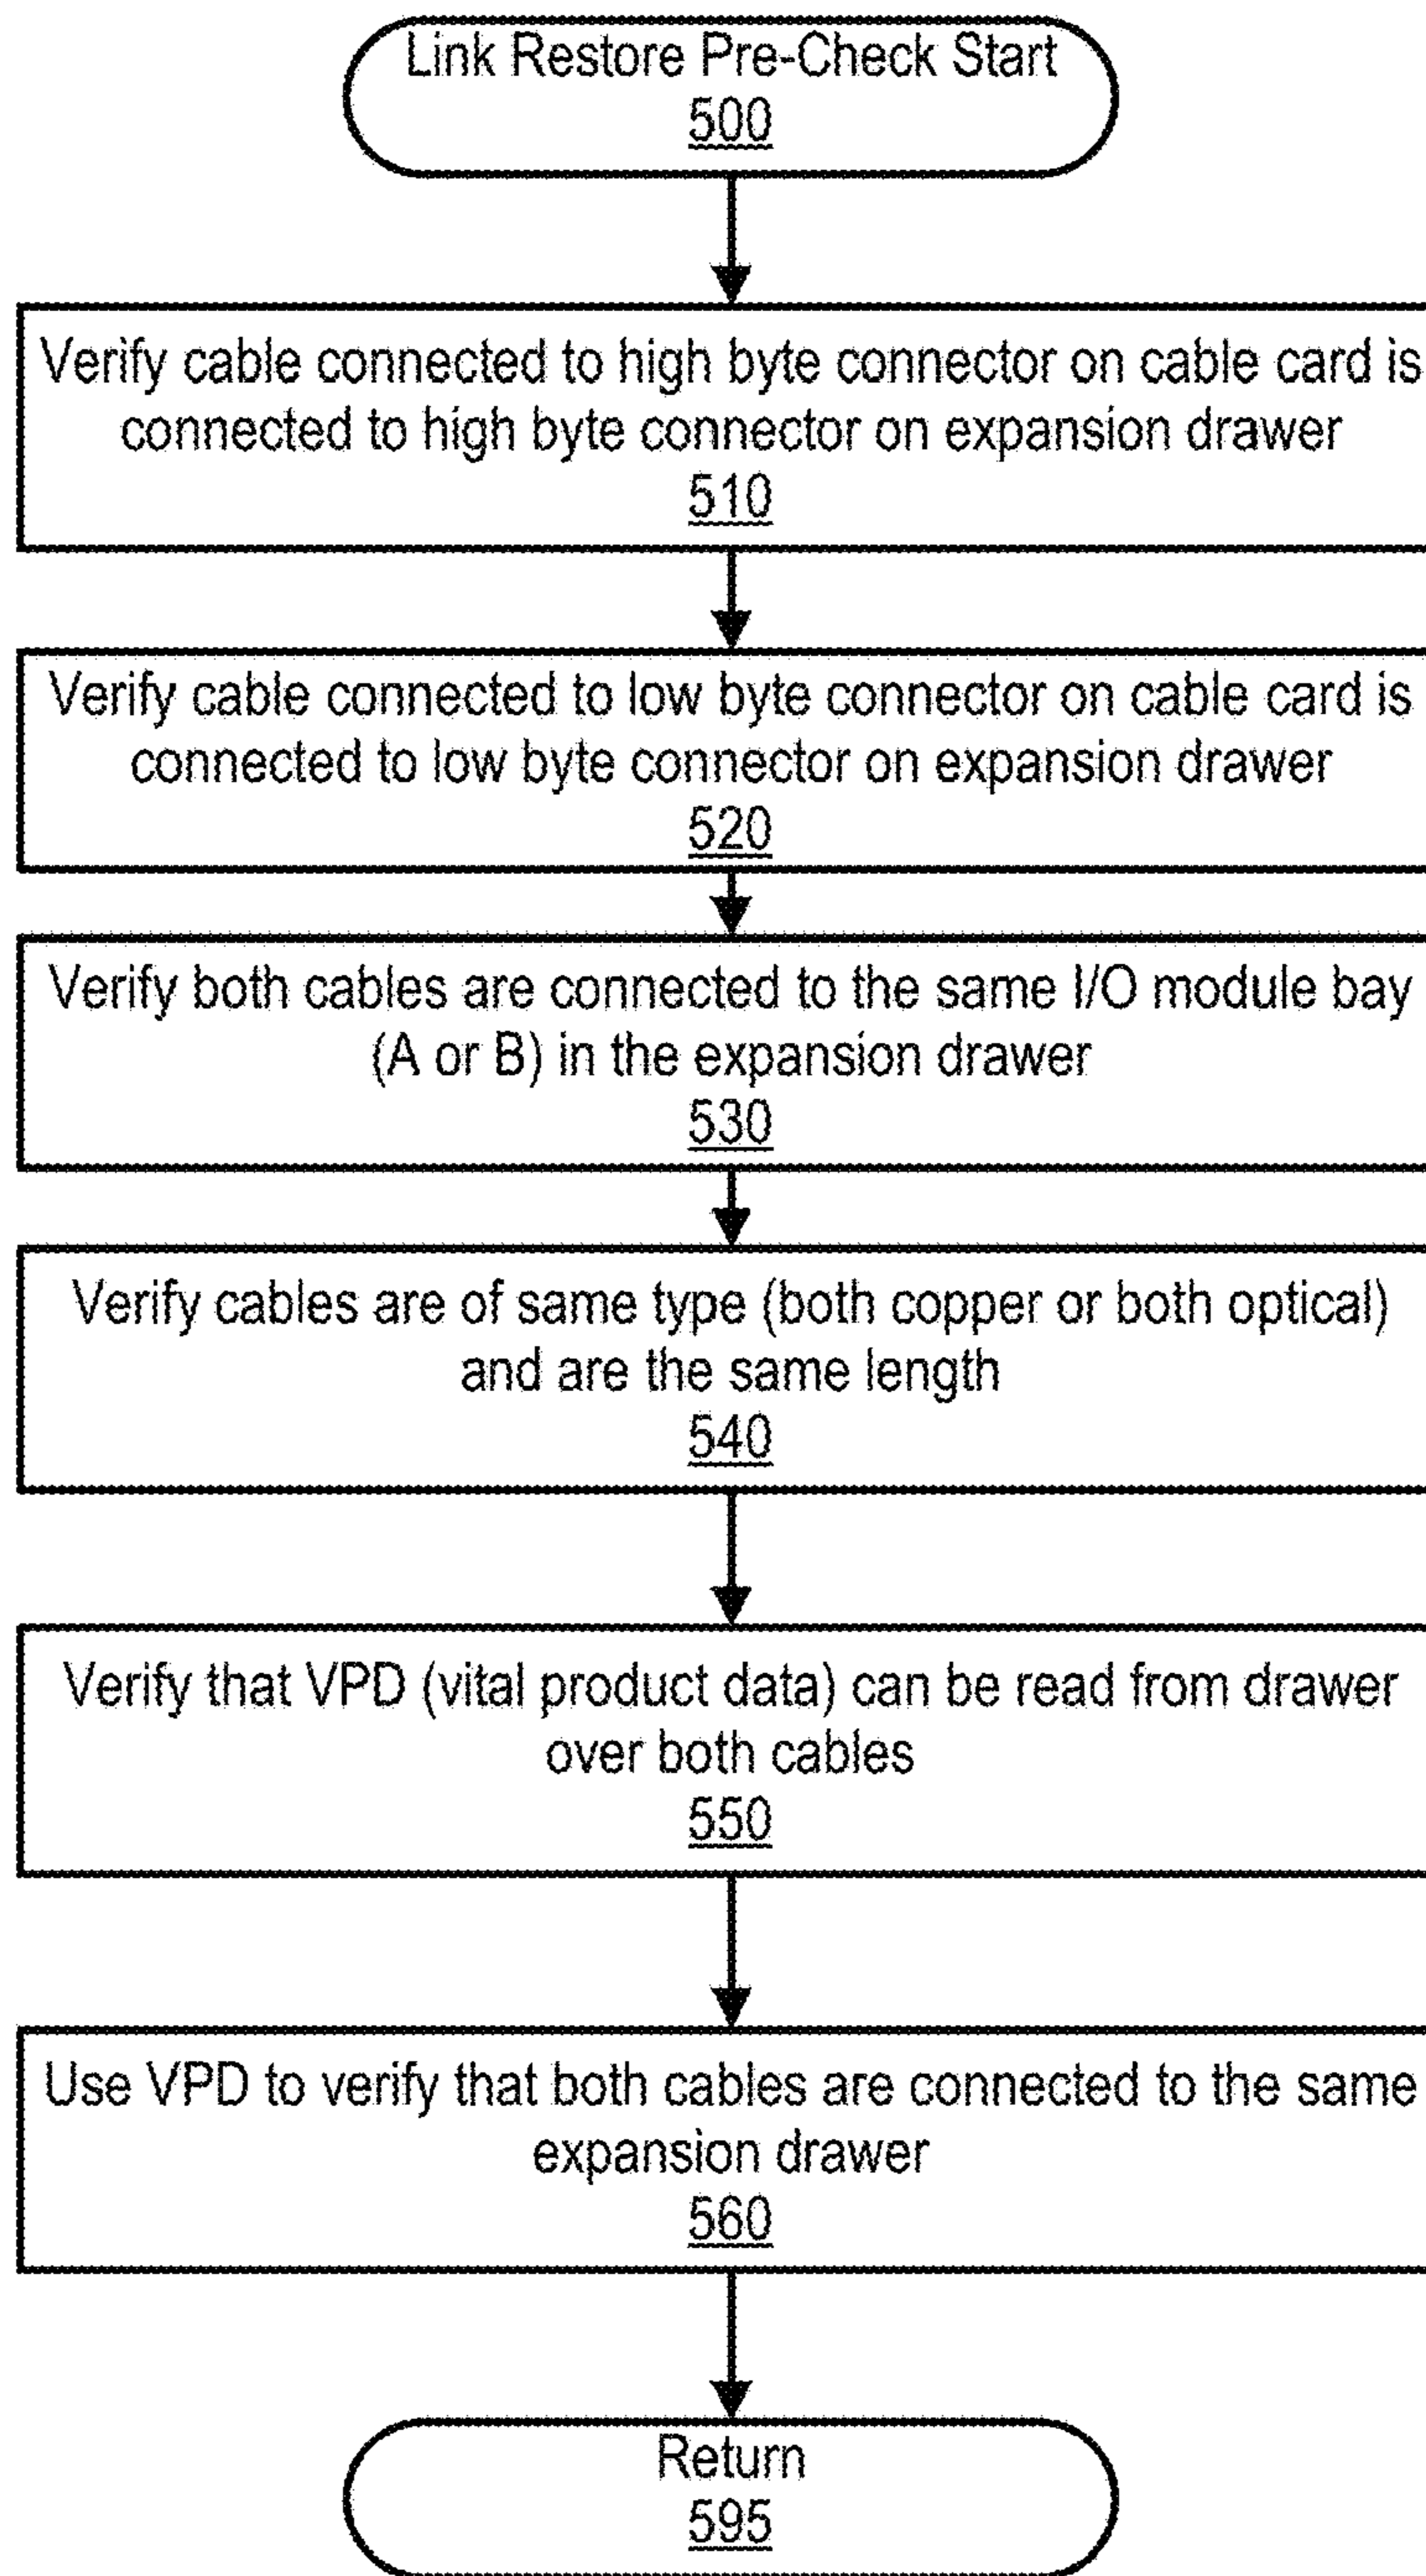 Link Restore Pre-Check Start
500
Verify cable connected to high byte connector on cable card is
connected to high byte connector on expansion drawer
510
Verify cable connected to low byte connector on cable card is
connected to low byte connector on expansion drawer
520
Verify both cables are connected to the same I/O module bay
(A or B) in the expansion drawer
530
Verify cables are of same type (both copper or both optical)
and are the same length
540
Verify that VPD (vital product data) can be read from drawer
over both cables
550
Use VPD to verify that both cables are connected to the same
expansion drawer
560
Return
595